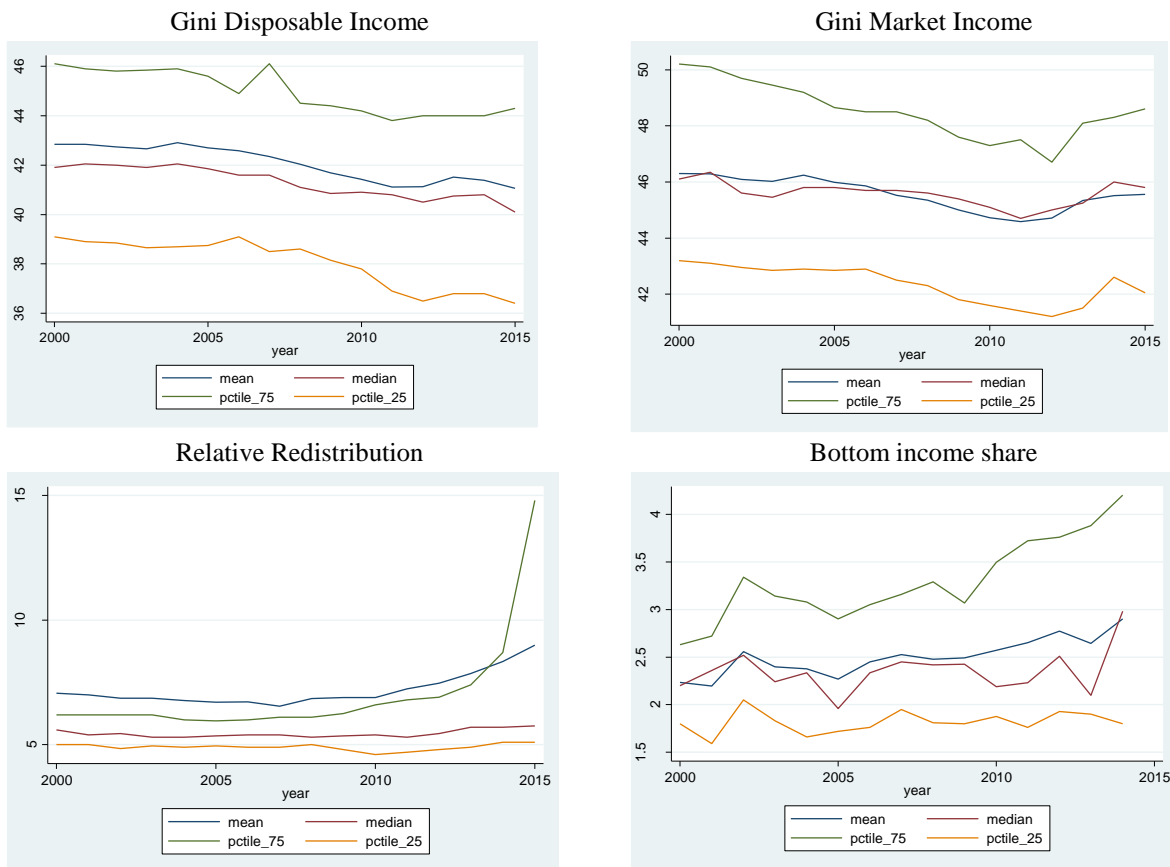 Gini Disposable Income
46
44
42
40
38
36
2000
2005
2010
2015
year
mean
median
pctile_75
pctile_25
Gini Market Income
50
48
46
44
42
2000
2005
2010
2015
year
mean
median
pctile_75
pctile_25
Relative Redistribution
15
10
5
2000
2005
2010
2015
year
mean
median
pctile_75
pctile_25
Bottom income share
4
3.5
3
2.5
2
1.5
2000
2005
2010
2015
year
mean
median
pctile_75
pctile_25